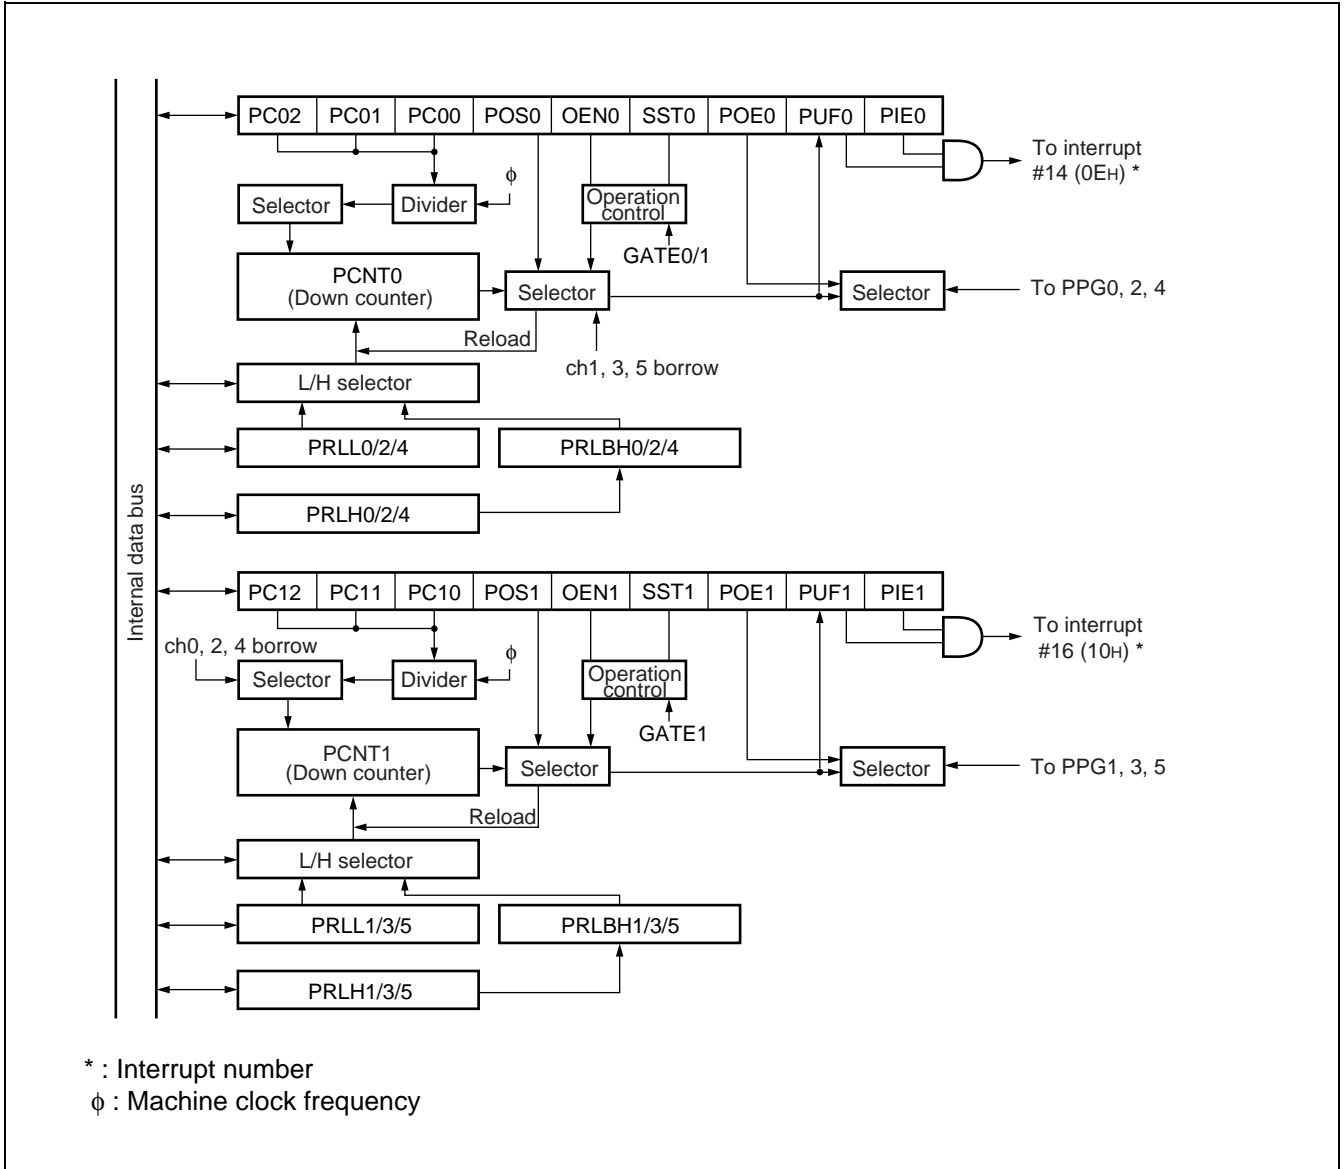 PC02 PC01 PC00 POS0 OEN0 SST0 POE0 PUF0 PIE0
To interrupt
#14 (0EH) *
ϕ
Selector
Divider
Operation
control
GATE0/1
PCNT0
(Down counter)
Selector
Selector
To PPG0, 2, 4
Reload
ch1, 3, 5 borrow
L/H selector
PRLL0/2/4
PRLBH0/2/4
PRLH0/2/4
Internal data bus
PC12 PC11 PC10 POS1 OEN1 SST1 POE1 PUF1 PIE1
To interrupt
#16 (10H) *
ch0, 2, 4 borrow
ϕ
Selector
Divider
Operation
control
GATE1
PCNT1
(Down counter)
Selector
Selector
To PPG1, 3, 5
Reload
L/H selector
PRLL1/3/5
PRLBH1/3/5
PRLH1/3/5
* : Interrupt number
ϕ : Machine clock frequency